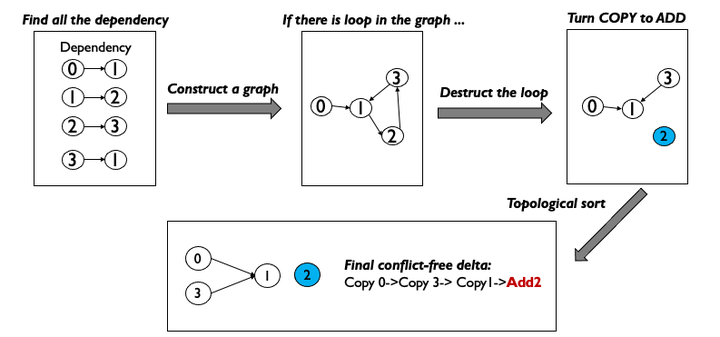 Find all the dependency
If there is loop in the graph ...
Turn COPY to ADD
Dependency
0 1
1 2
2 3
3 1
Construct a graph
0 1 3 2
Destruct the loop
0 1 3 2
Topological sort
0 3 1 2
Final conflict-free delta:
Copy 0->Copy 3-> Copy1->Add2